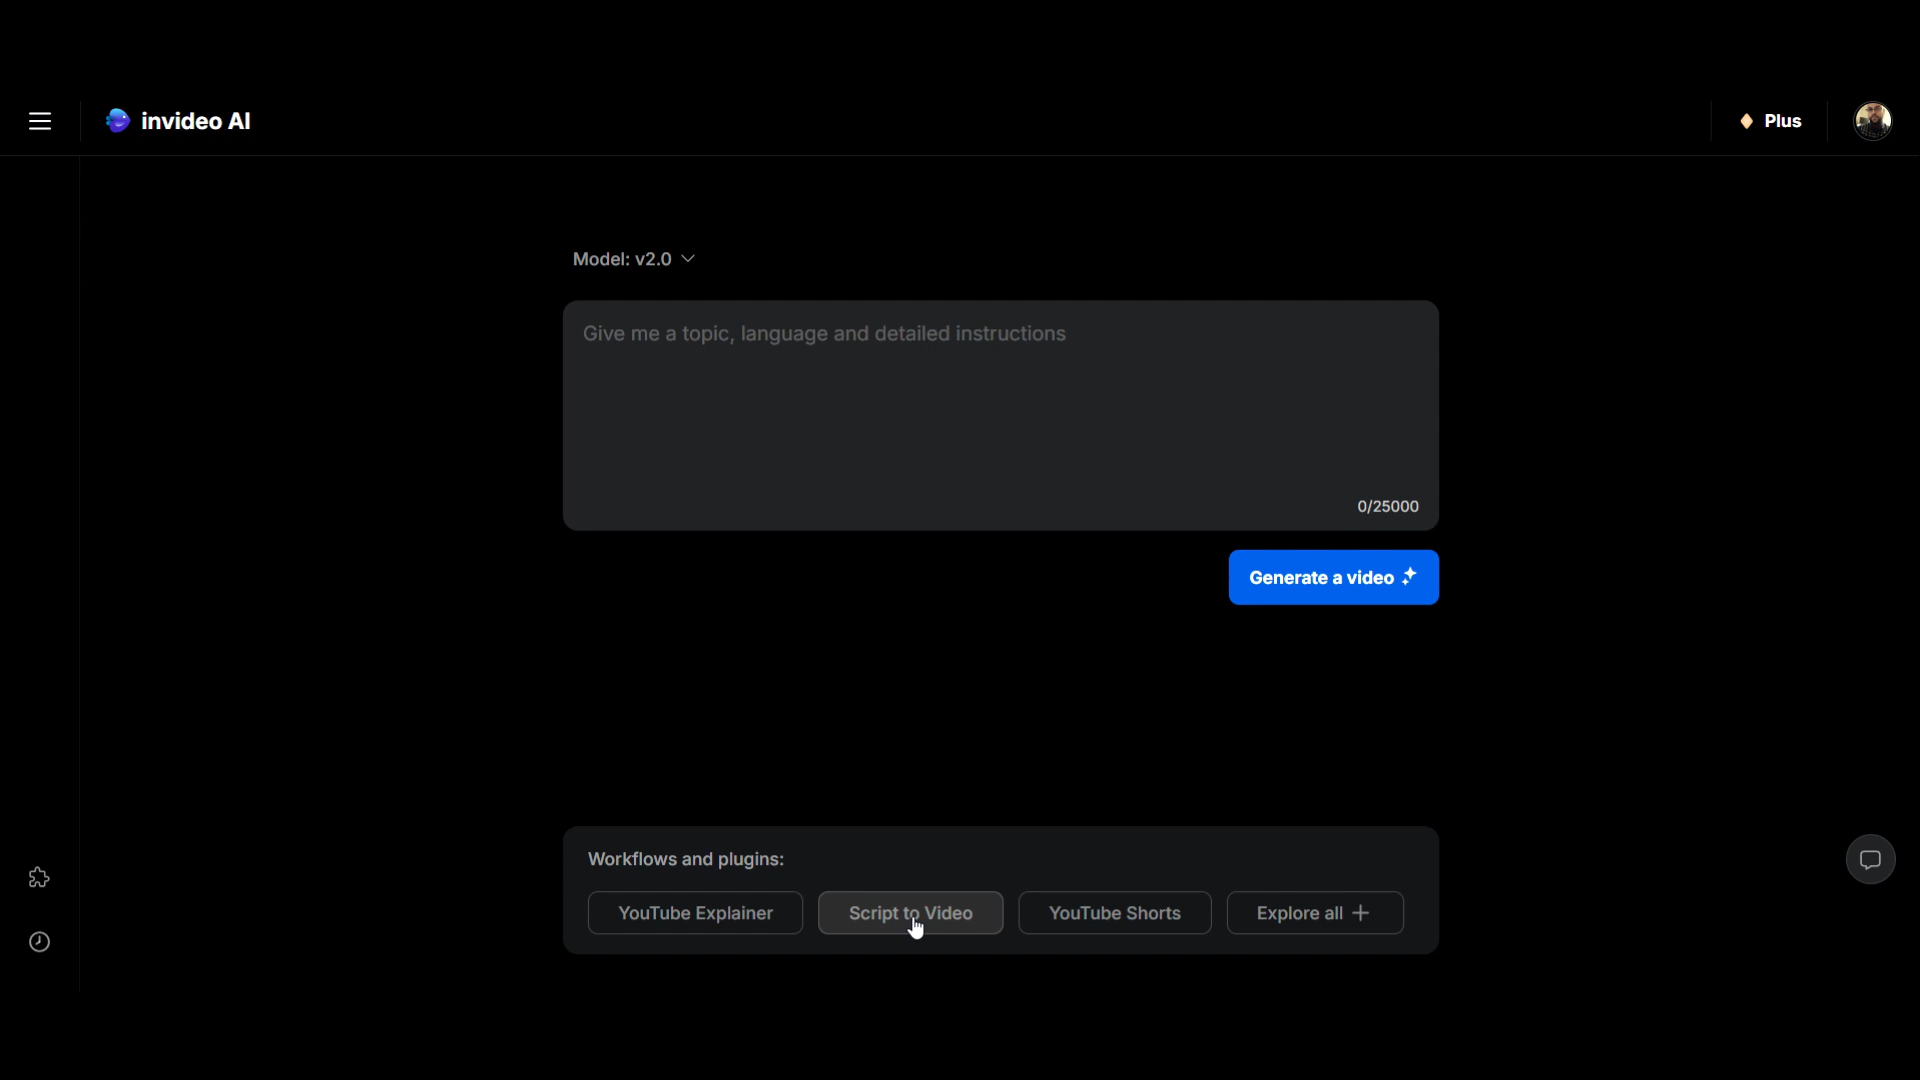 invideo AI
Plus
Model: v2.0
Give me a topic, language and detailed instructions
0/25000
Generate a video
Workflows and plugins:
YouTube Explainer
Script to Video
YouTube Shorts
Explore all +